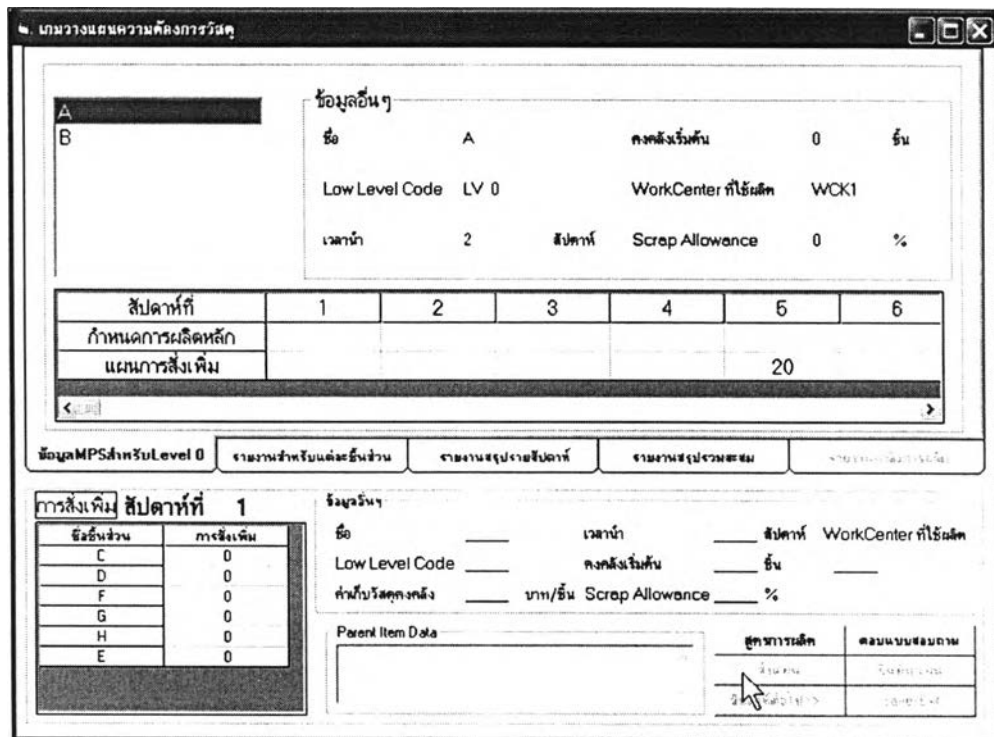 เกมวางแผนความต้องการวัสดุ
A
B
ข้อมูลอื่นๆ
ชื่อ A คงคลังเริ่มต้น 0 ชิ้น
Low Level Code LV 0 WorkCenter ที่ใช้ผลิต WCK1
เวลานำ 2 สัปดาห์ Scrap Allowance 0 %
สัปดาห์ที่ 1 2 3 4 5 6
กำหนดการผลิตหลัก
แผนการสั่งเพิ่ม 20
ข้อมูลMPSสำหรับLevel 0 รายงานสำหรับแต่ละชิ้นส่วน รายงานสรุปรายสัปดาห์ รายงานสรุปรวมสะสม
การสั่งเพิ่ม สัปดาห์ที่ 1
ชื่อชิ้นส่วน การสั่งเพิ่ม
C 0
D 0
F 0
G 0
H 0
E 0
ข้อมูลอื่นๆ
ชื่อ เวลานำ สัปดาห์ WorkCenter ที่ใช้ผลิต
Low Level Code คงคลังเริ่มต้น ชิ้น
ค่าเก็บวัสดุคงคลัง บาท/ชิ้น Scrap Allowance %
Parent Item Data
สูตรการผลิต ตอบแบบสอบถาม